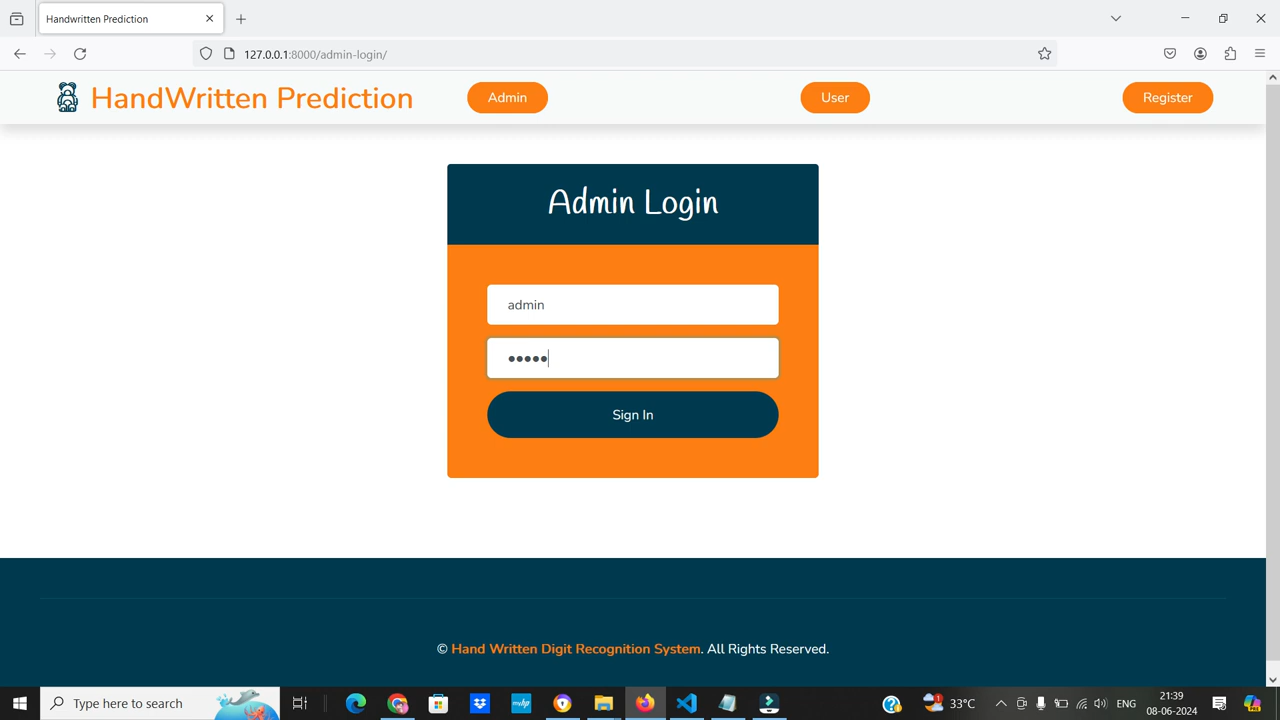 Handwritten Prediction
127.0.0.1:8000/admin-login/
HandWritten Prediction
Admin
User
Register
Admin Login
admin
•••••
Sign In
© Hand Written Digit Recognition System. All Rights Reserved.
Type here to search
33°C
ENG
21:39
08-06-2024